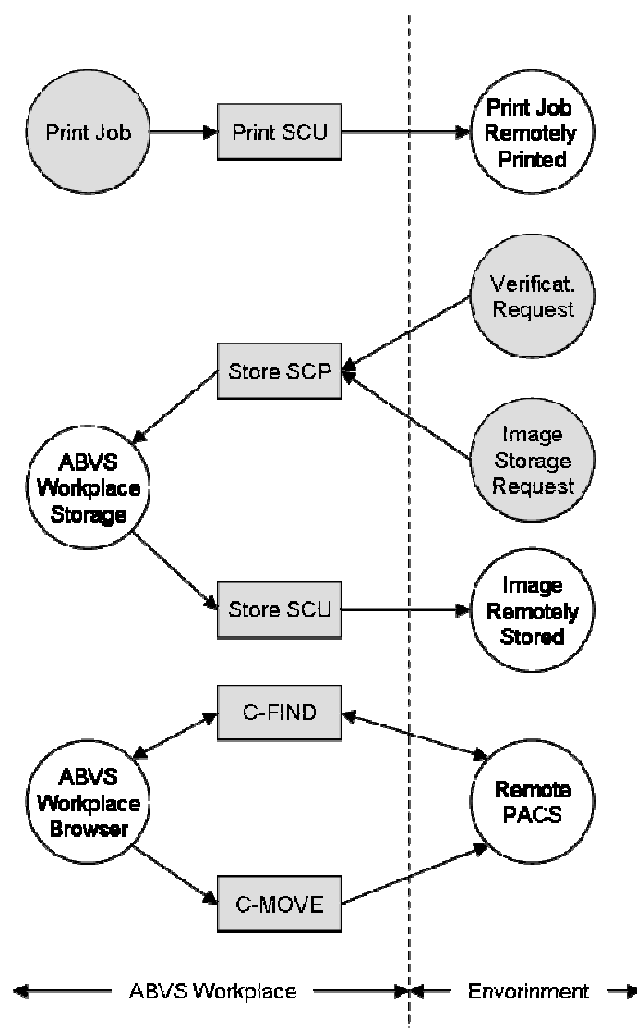 Print Job
Print SCU
Print Job
Remotely
Printed
Verificat.
Request
Store SCP
Image
Storage
Request
ABVS
Workplace
Storage
Store SCU
Image
Remotely
Stored
C-FIND
ABVS
Workplace
Browser
Remote
PACS
C-MOVE
ABVS Workplace
Envorinment